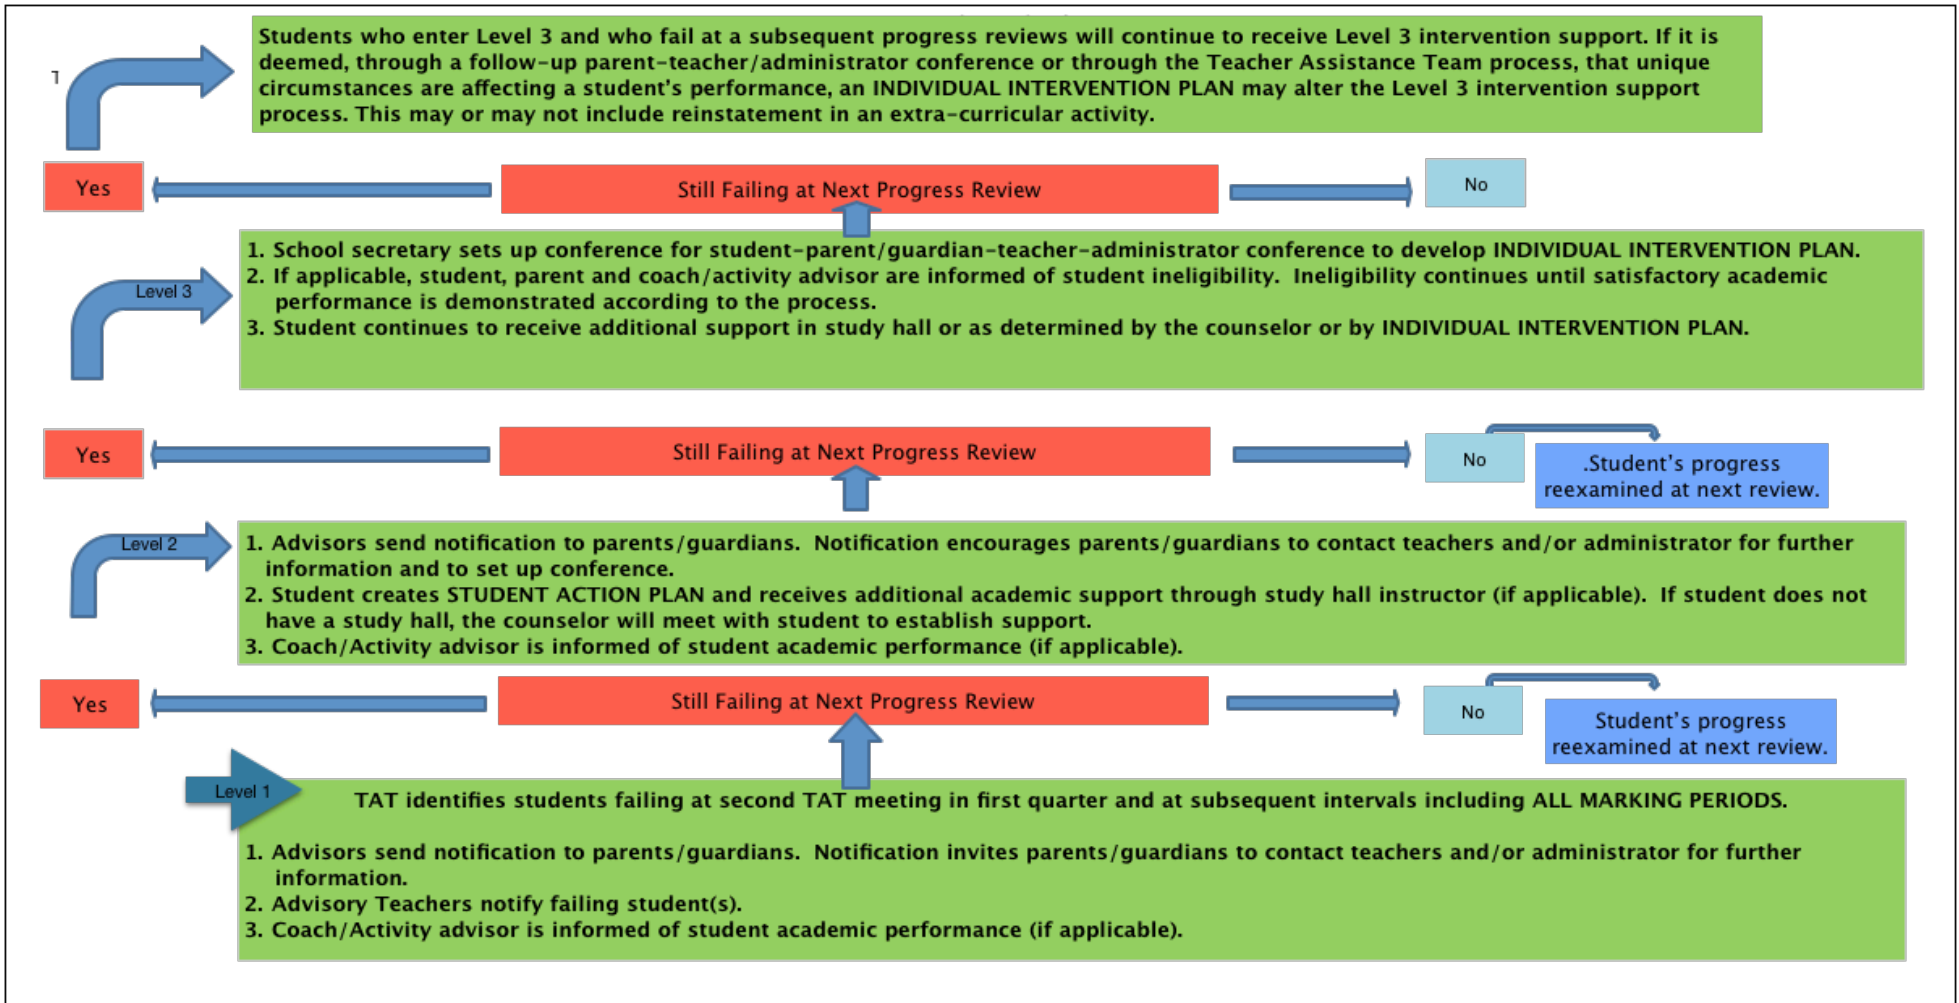 Students who enter Level 3 and who fail at a subsequent progress reviews will continue to receive Level 3 intervention support. If it is
deemed, through a follow-up parent-teacher/administrator conference or through the Teacher Assistance Team process, that unique
circumstances are affecting a student's performance, an INDIVIDUAL INTERVENTION PLAN may alter the Level 3 intervention support
process. This may or may not include reinstatement in an extra-curricular activity.
Yes
Still Failing at Next Progress Review
No
Level 3
1. School secretary sets up conference for student-parent/guardian-teacher-administrator conference to develop INDIVIDUAL INTERVENTION PLAN.
2. If applicable, student, parent and coach/activity advisor are informed of student ineligibility.  Ineligibility continues until satisfactory academic
performance is demonstrated according to the process.
3. Student continues to receive additional support in study hall or as determined by the counselor or by INDIVIDUAL INTERVENTION PLAN.
Yes
Still Failing at Next Progress Review
No
.Student's progress
reexamined at next review.
Level 2
1. Advisors send notification to parents/guardians.  Notification encourages parents/guardians to contact teachers and/or administrator for further
information and to set up conference.
2. Student creates STUDENT ACTION PLAN and receives additional academic support through study hall instructor (if applicable).  If student does not
have a study hall, the counselor will meet with student to establish support.
3. Coach/Activity advisor is informed of student academic performance (if applicable).
Yes
Still Failing at Next Progress Review
No
Student's progress
reexamined at next review.
Level 1
TAT identifies students failing at second TAT meeting in first quarter and at subsequent intervals including ALL MARKING PERIODS.
1. Advisors send notification to parents/guardians.  Notification invites parents/guardians to contact teachers and/or administrator for further
information.
2. Advisory Teachers notify failing student(s).
3. Coach/Activity advisor is informed of student academic performance (if applicable).